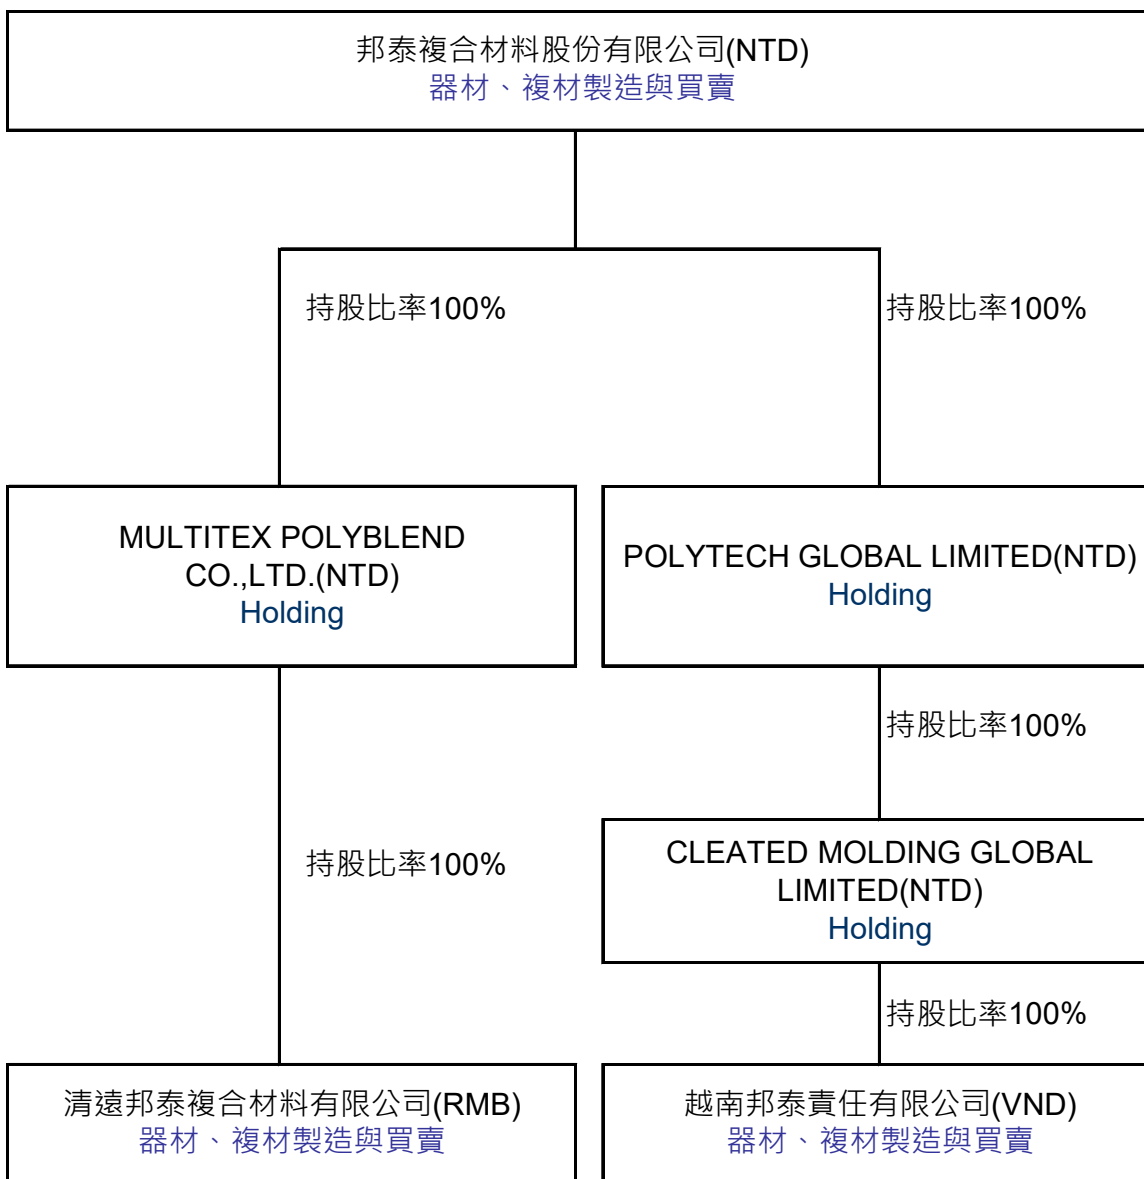 邦泰複合材料股份有限公司(NTD)
器材、複材製造與買賣
持股比率100%
持股比率100%
MULTITEX POLYBLEND
CO.,LTD.(NTD)
Holding
POLYTECH GLOBAL LIMITED(NTD)
Holding
持股比率100%
持股比率100%
CLEATED MOLDING GLOBAL
LIMITED(NTD)
Holding
持股比率100%
清遠邦泰複合材料有限公司(RMB)
器材、複材製造與買賣
越南邦泰責任有限公司(VND)
器材、複材製造與買賣